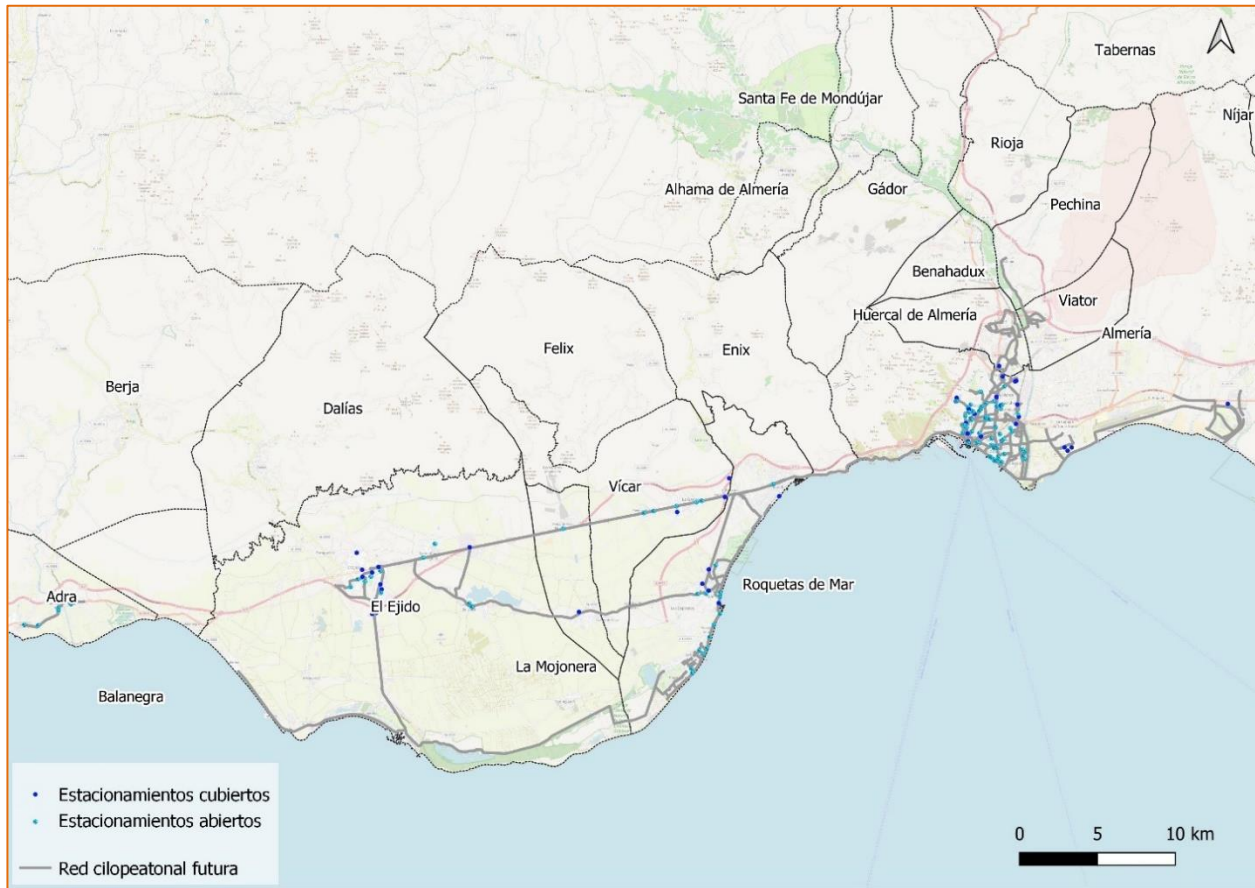 Tabernas
Santa Fe de Mondújar
Níjar
Rioja
Alhama de Almería
Gádor
Pechina
Benahadux
Viator
Huercal de Almería
Almería
Felix
Enix
Berja
Dalías
Vícar
Adra
El Ejido
Roquetas de Mar
La Mojonera
Balanegra
Estacionamientos cubiertos
Estacionamientos abiertos
Red cilopeatonal futura
0 5 10 km